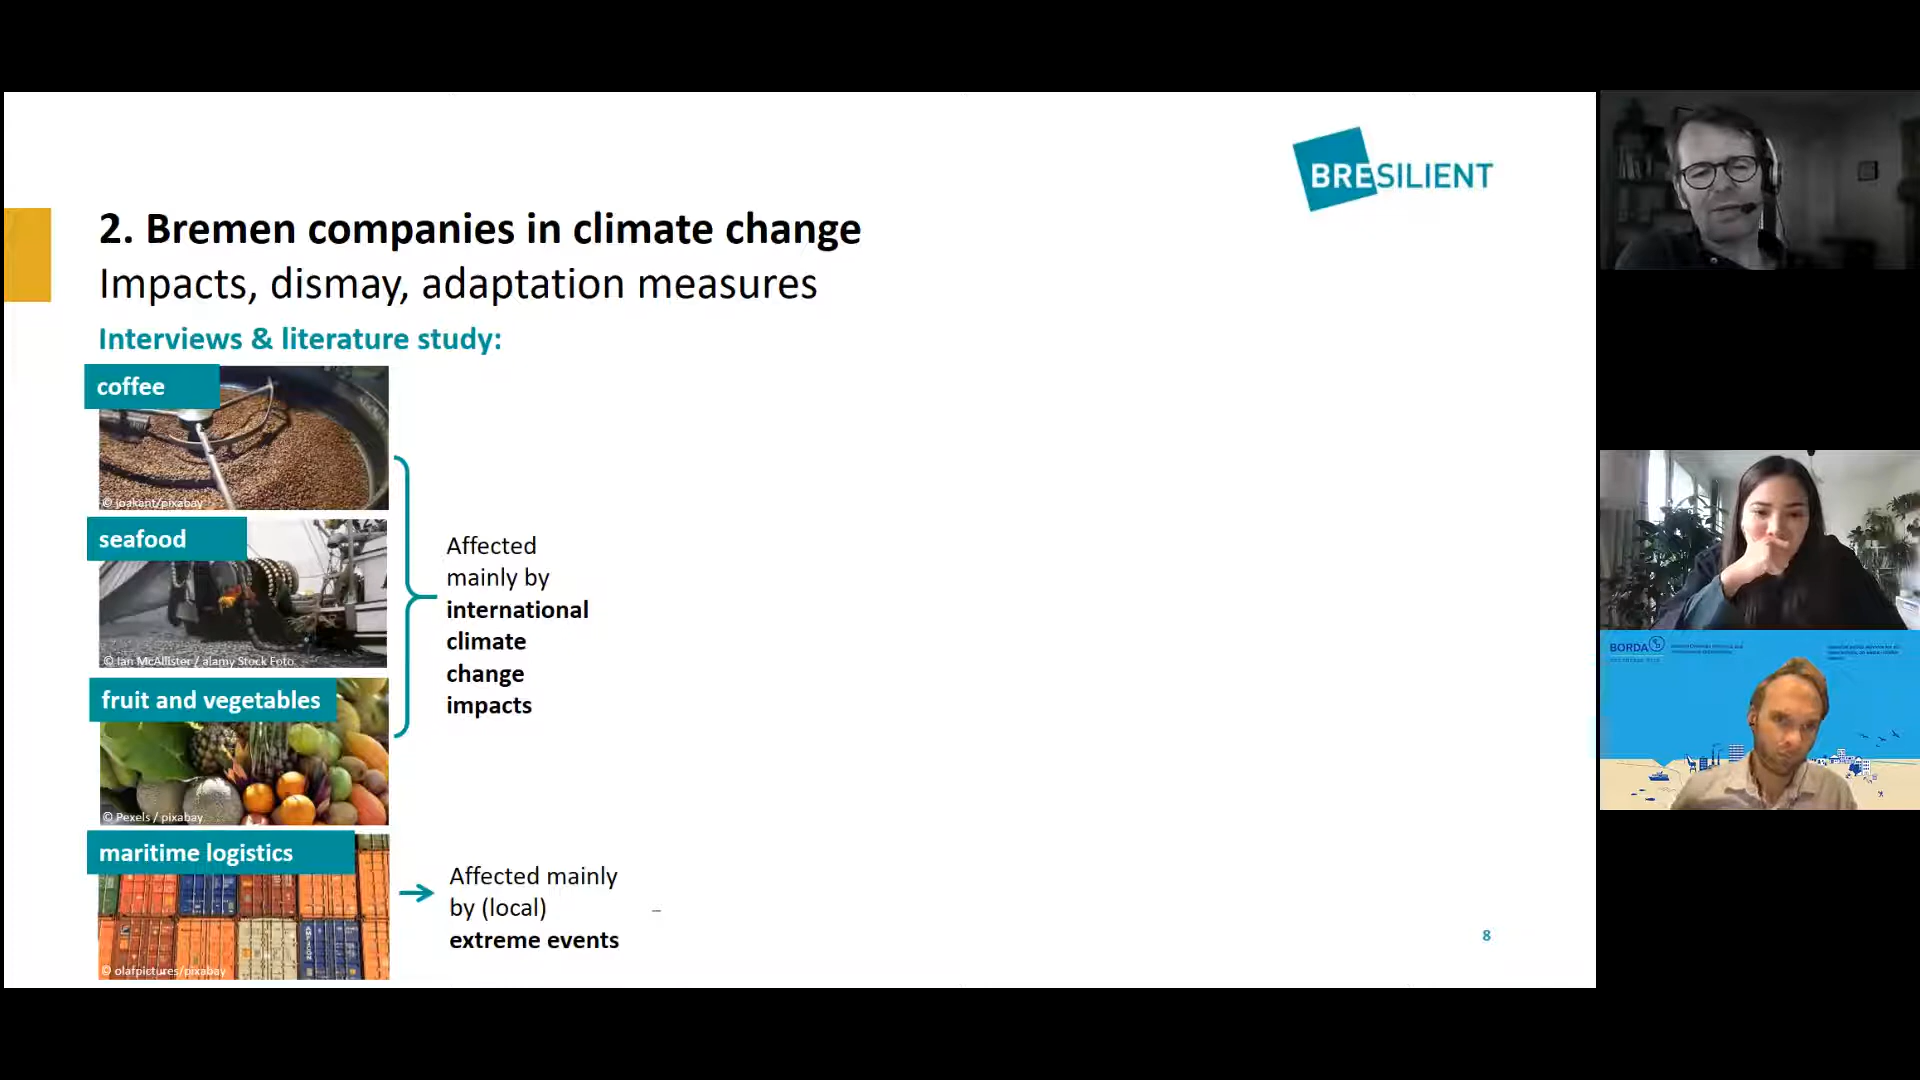 BRESILIENT
2. Bremen companies in climate change
Impacts, dismay, adaptation measures
Interviews & literature study:
coffee
© joakant/pixabay
seafood
© Ian McAllister / alamy Stock Foto
fruit and vegetables
© Pexels / pixabay
Affected
mainly by
international
climate
change
impacts
maritime logistics
© olafpictures/pixabay
Affected mainly
by (local)
extreme events
8
BORDA